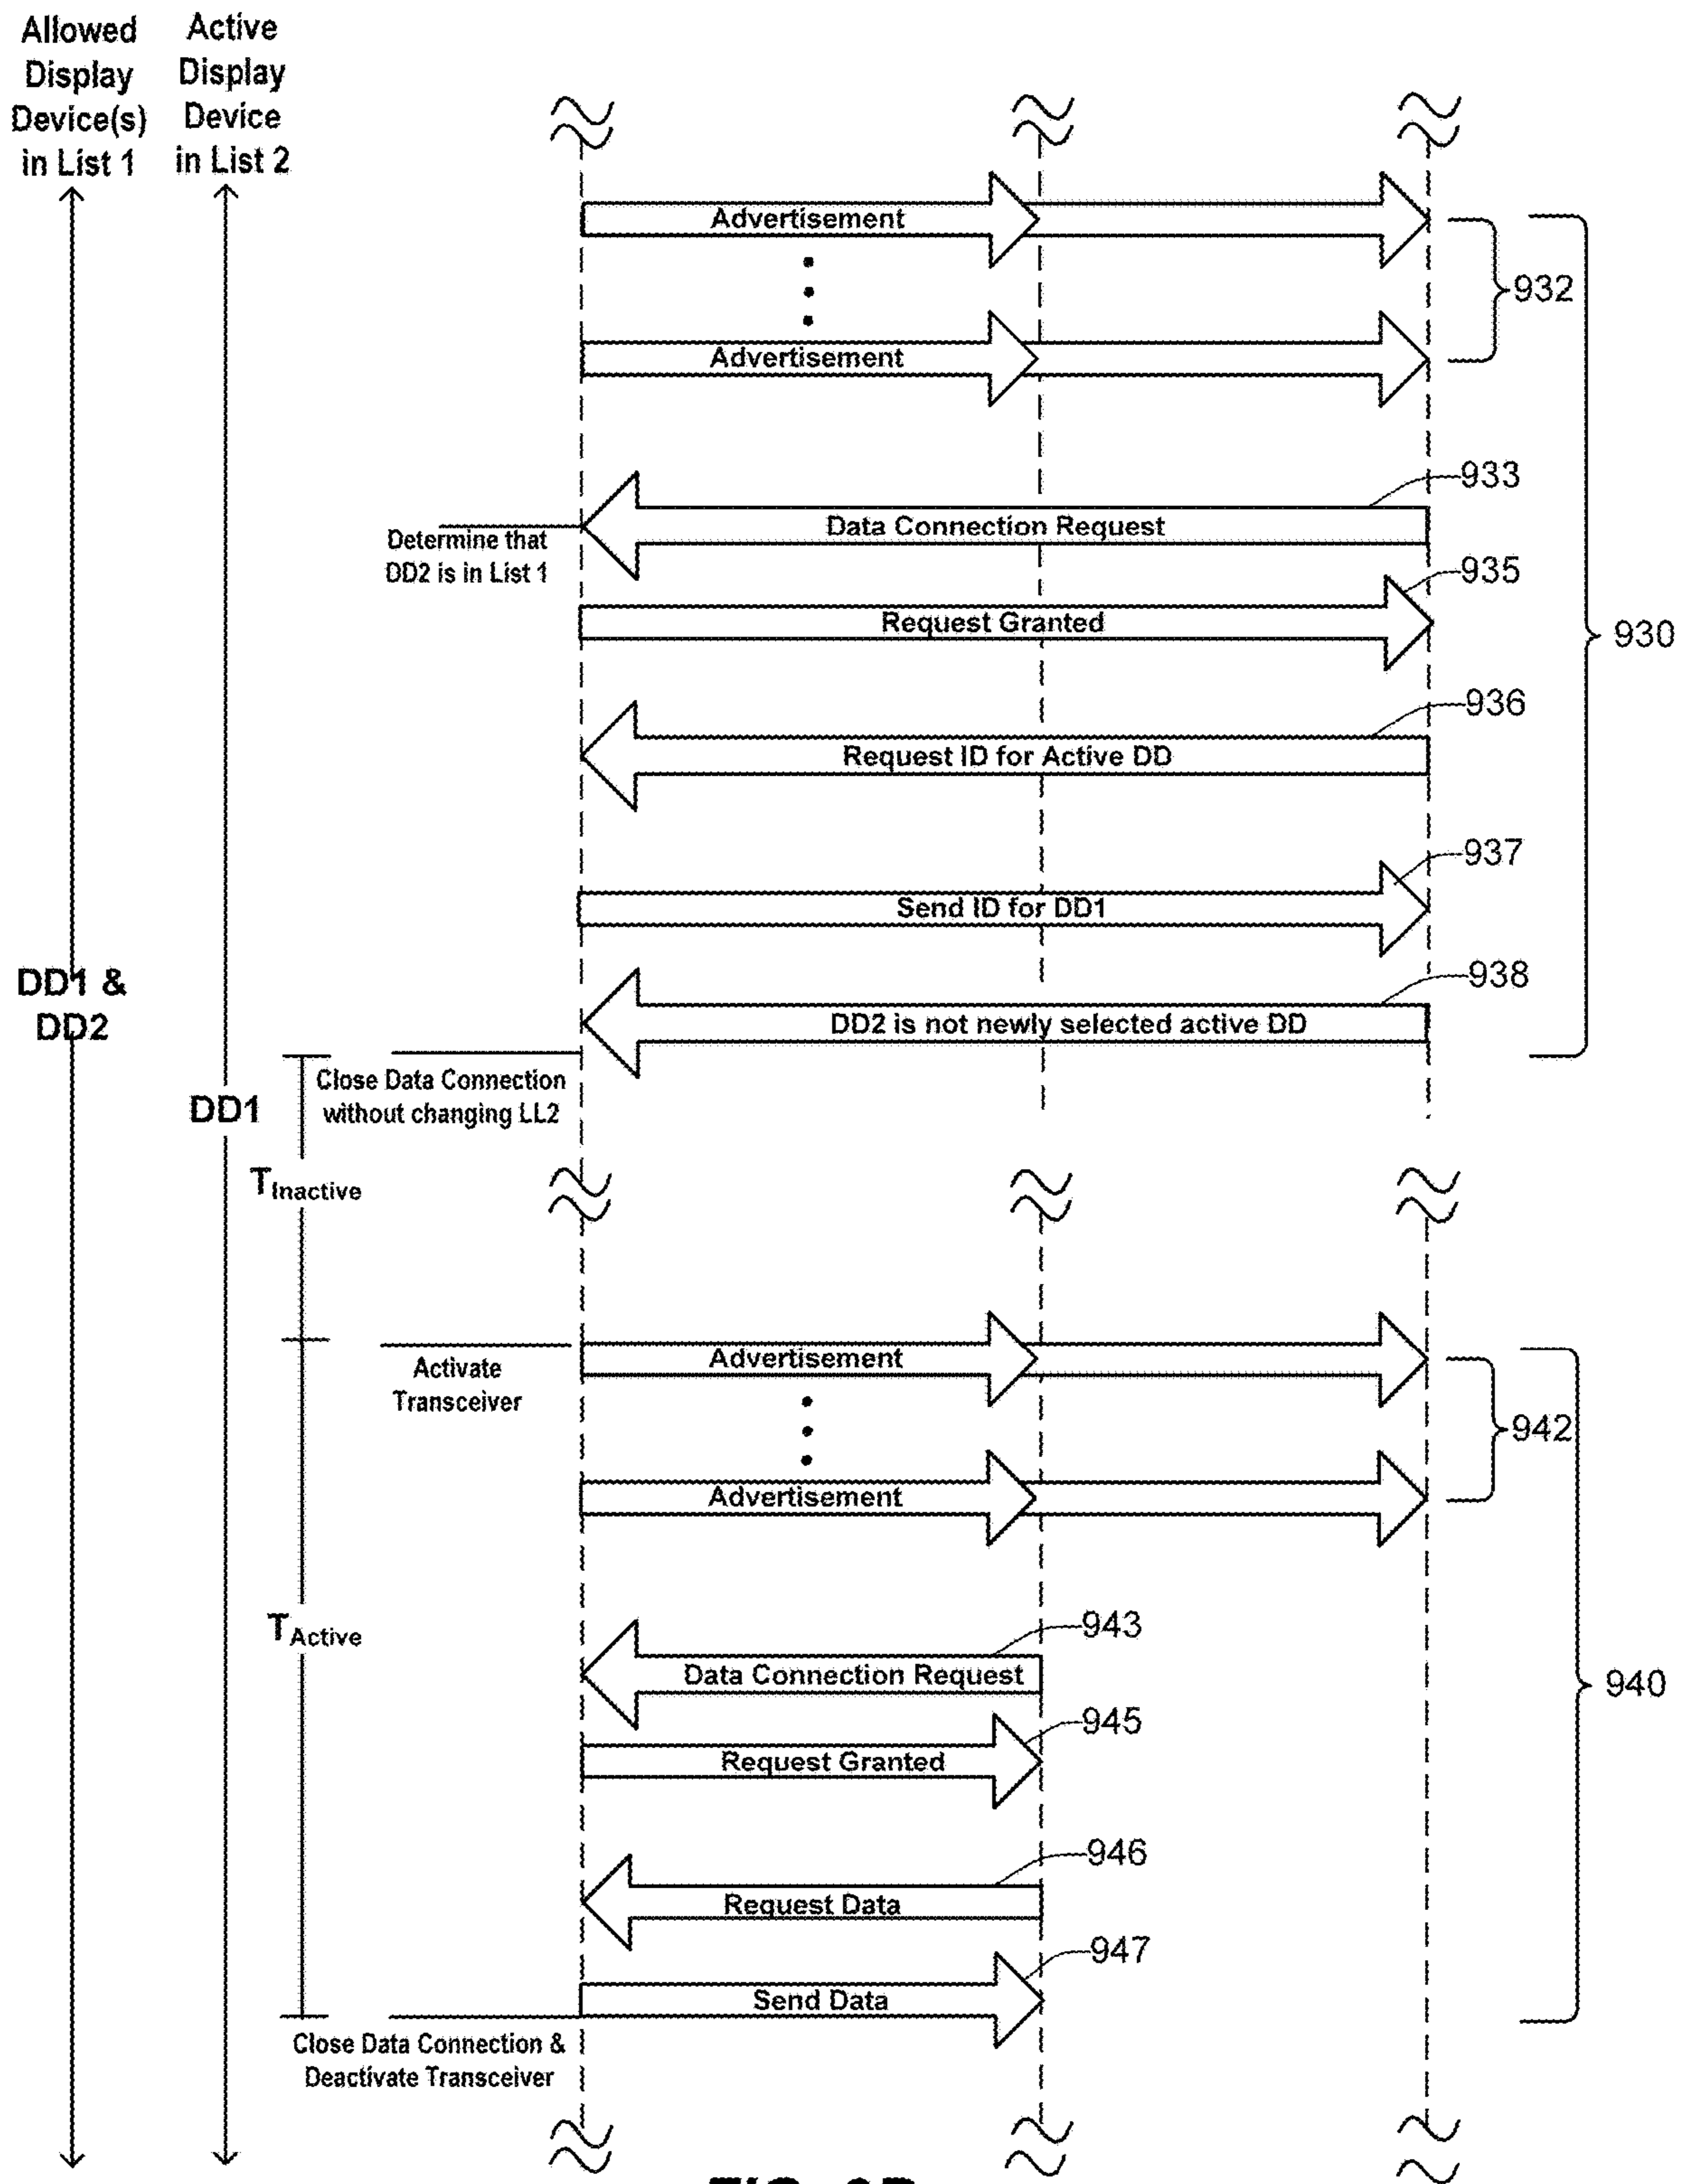 Allowed
Display
Device(s)
in List 1
Active
Display
Device
in List 2
Advertisement
932
Advertisement
933
Data Connection Request
Determine that
DD2 is in List 1
935
Request Granted
930
936
Request ID for Active DD
937
Send ID for DD1
DD1 &
DD2
938
DD2 is not newly selected active DD
Close Data Connection
without changing LL2
DD1
TInactive
Advertisement
Activate
Transceiver
942
Advertisement
TActive
943
Data Connection Request
940
945
Request Granted
946
Request Data
947
Send Data
Close Data Connection &
Deactivate Transceiver